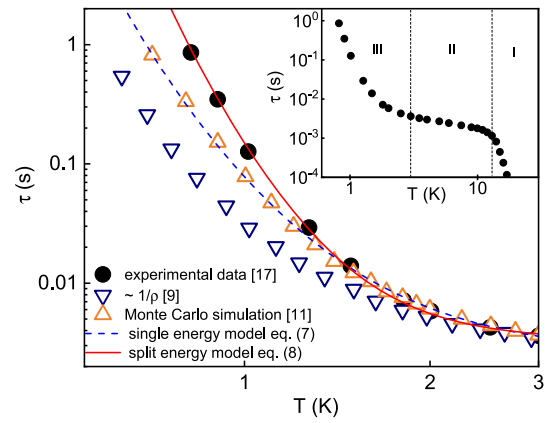 1
0.1
0.01
τ (s)
1
2
3
T (K)
experimental data [17]
~ 1/ρ [9]
Monte Carlo simulation [11]
single energy model eq. (7)
split energy model eq. (8)
10⁰
10⁻¹
10⁻²
10⁻³
10⁻⁴
τ (s)
III
II
I
1
10
T (K)